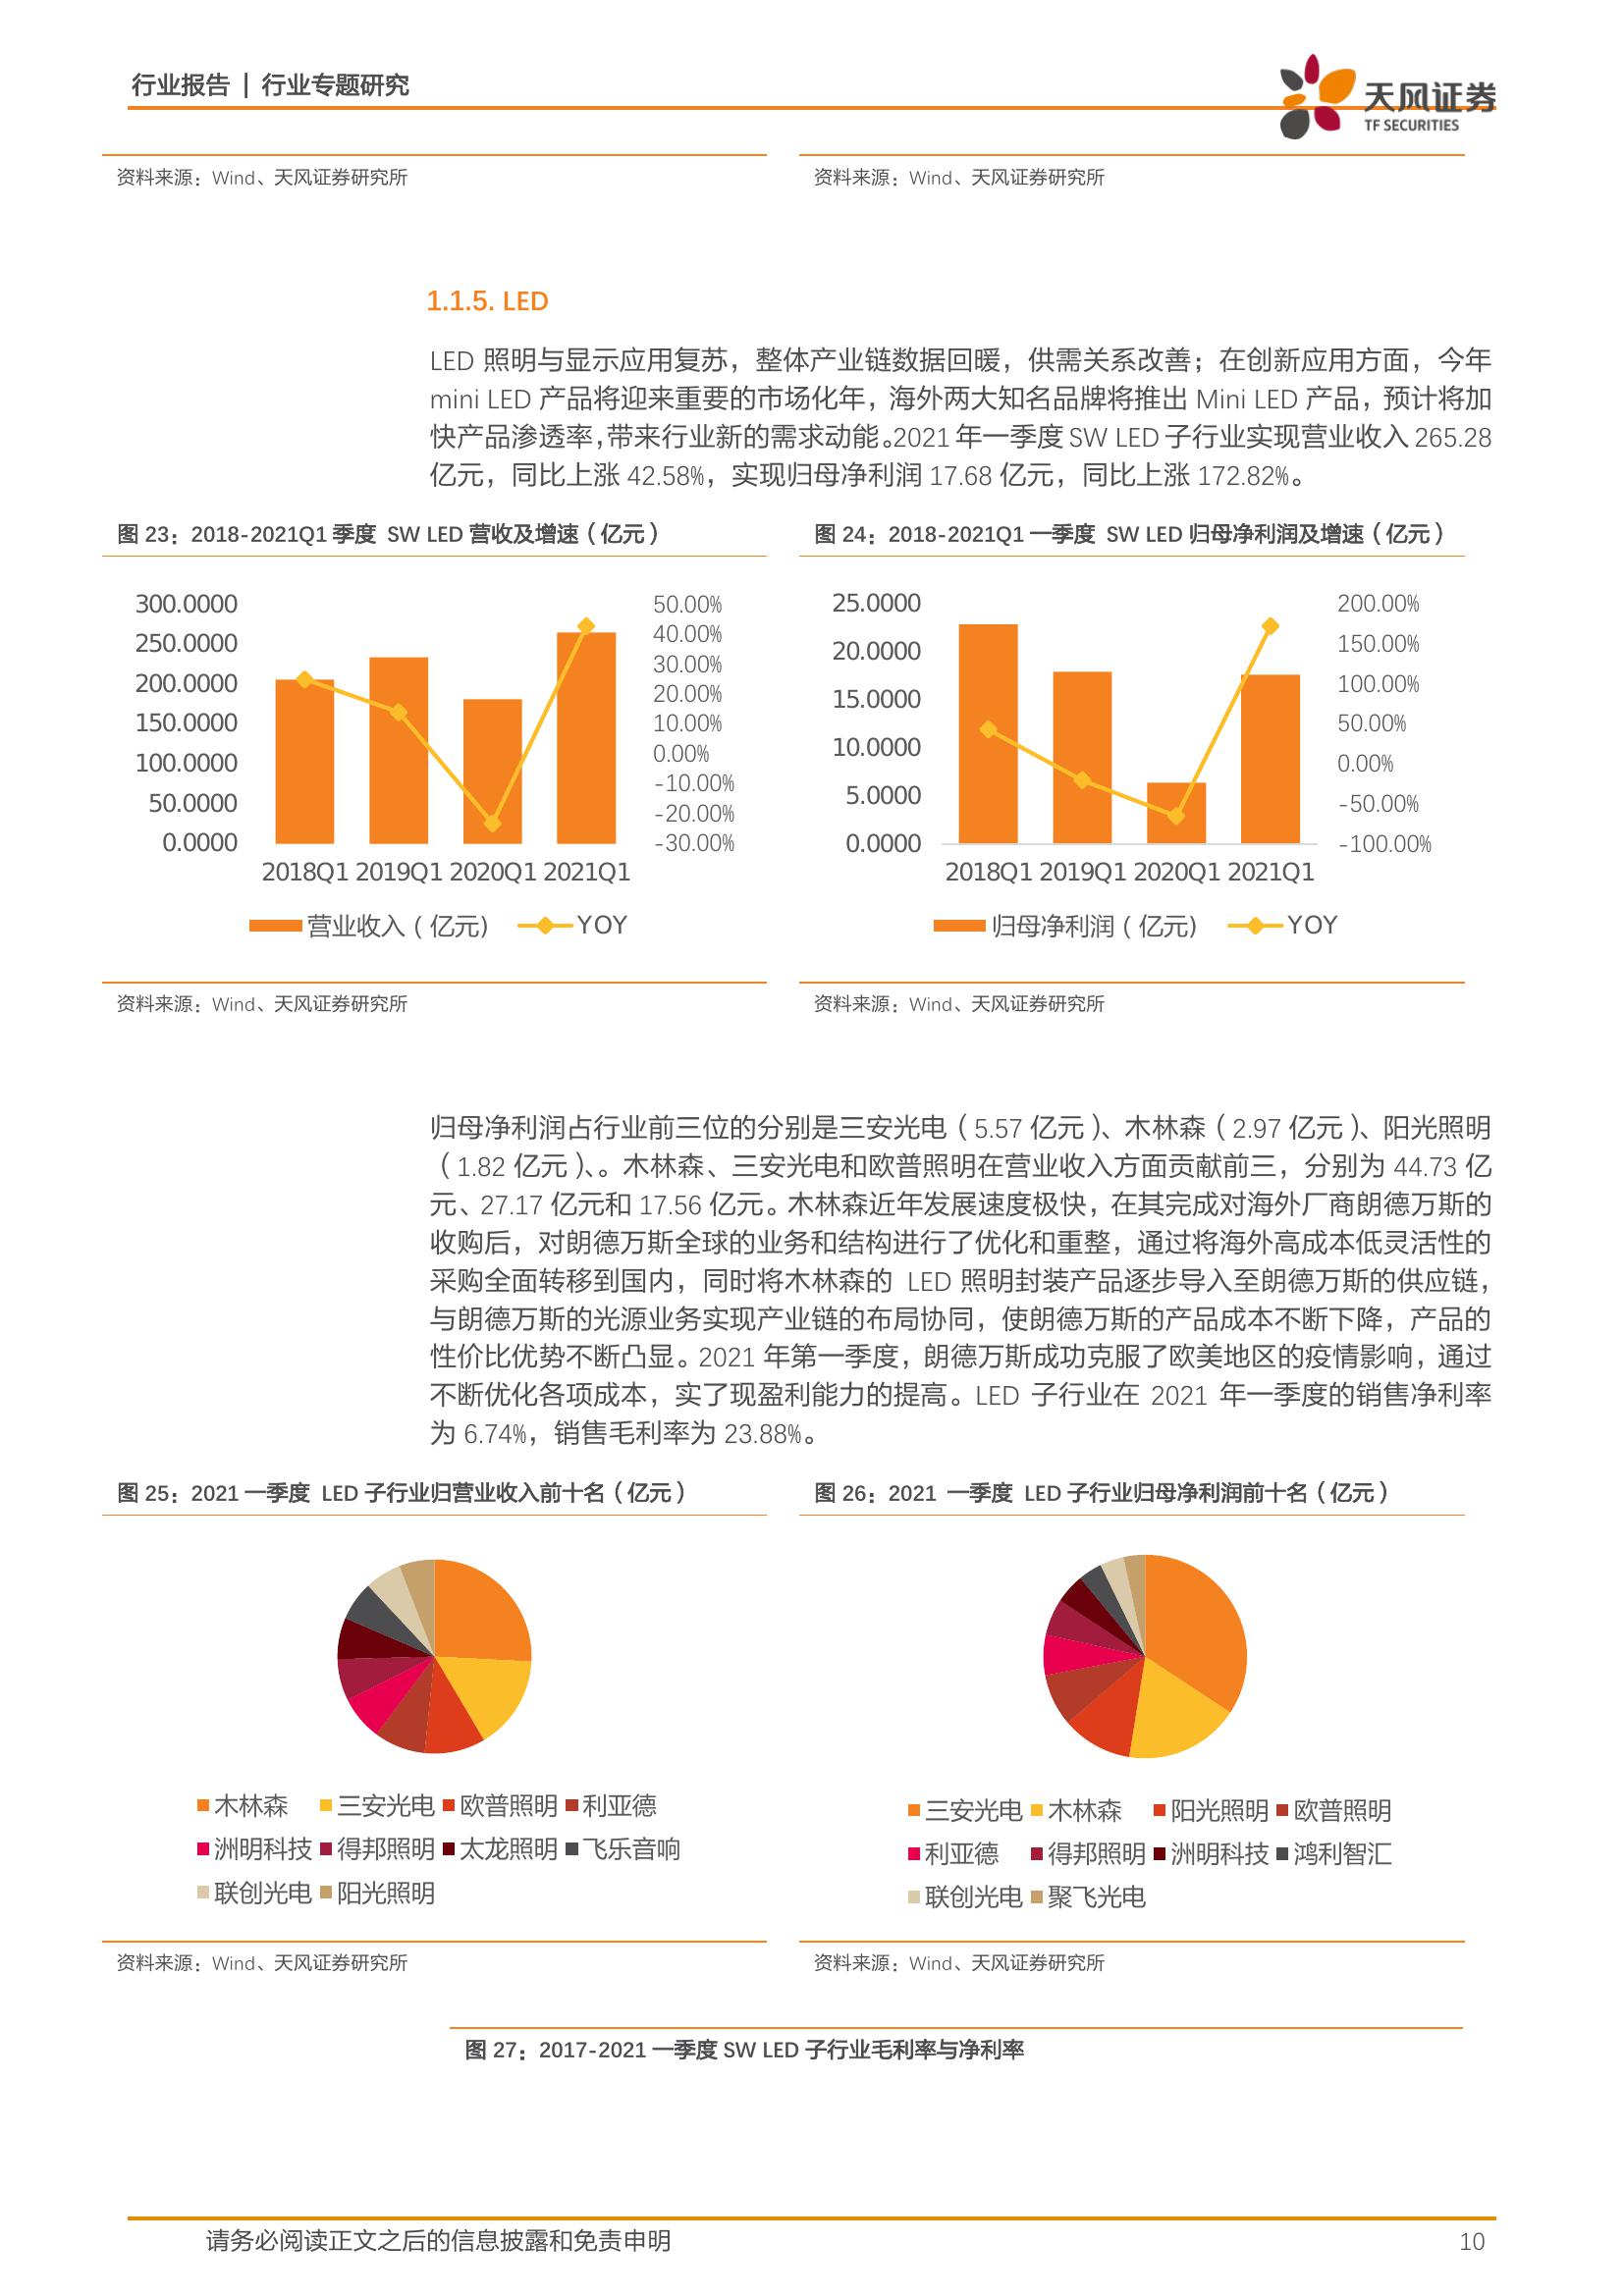 行业报告 | 行业专题研究
天风证券
TF SECURITIES
资料来源：Wind、天风证券研究所
资料来源：Wind、天风证券研究所
1.1.5. LED
LED 照明与显示应用复苏，整体产业链数据回暖，供需关系改善；在创新应用方面，今年
mini LED 产品将迎来重要的市场化年，海外两大知名品牌将推出 Mini LED 产品，预计将加
快产品渗透率，带来行业新的需求动能。2021 年一季度 SW LED 子行业实现营业收入 265.28
亿元，同比上涨 42.58%，实现归母净利润 17.68 亿元，同比上涨 172.82%。
图 23：2018-2021Q1 季度 SW LED 营收及增速（亿元）
300.0000
250.0000
200.0000
150.0000
100.0000
50.0000
0.0000
50.00%
40.00%
30.00%
20.00%
10.00%
0.00%
-10.00%
-20.00%
-30.00%
2018Q1 2019Q1 2020Q1 2021Q1
营业收入（亿元） YOY
资料来源：Wind、天风证券研究所
图 24：2018-2021Q1 一季度 SW LED 归母净利润及增速（亿元）
25.0000
20.0000
15.0000
10.0000
5.0000
0.0000
200.00%
150.00%
100.00%
50.00%
0.00%
-50.00%
-100.00%
2018Q1 2019Q1 2020Q1 2021Q1
归母净利润（亿元） YOY
资料来源：Wind、天风证券研究所
归母净利润占行业前三位的分别是三安光电（5.57 亿元）、木林森（2.97 亿元）、阳光照明
（1.82 亿元）、。木林森、三安光电和欧普照明在营业收入方面贡献前三，分别为 44.73 亿
元、27.17 亿元和 17.56 亿元。木林森近年发展速度极快，在其完成对海外厂商朗德万斯的
收购后，对朗德万斯全球的业务和结构进行了优化和重整，通过将海外高成本低灵活性的
采购全面转移到国内，同时将木林森的 LED 照明封装产品逐步导入至朗德万斯的供应链，
与朗德万斯的光源业务实现产业链的布局协同，使朗德万斯的产品成本不断下降，产品的
性价比优势不断凸显。2021 年第一季度，朗德万斯成功克服了欧美地区的疫情影响，通过
不断优化各项成本，实了现盈利能力的提高。LED 子行业在 2021 年一季度的销售净利率
为 6.74%，销售毛利率为 23.88%。
图 25：2021 一季度 LED 子行业归营业收入前十名（亿元）
木林森 三安光电 欧普照明 利亚德
洲明科技 得邦照明 太龙照明 飞乐音响
联创光电 阳光照明
资料来源：Wind、天风证券研究所
图 26：2021 一季度 LED 子行业归母净利润前十名（亿元）
三安光电 木林森 阳光照明 欧普照明
利亚德 得邦照明 洲明科技 鸿利智汇
联创光电 聚飞光电
资料来源：Wind、天风证券研究所
图 27：2017-2021 一季度 SW LED 子行业毛利率与净利率
请务必阅读正文之后的信息披露和免责申明
10